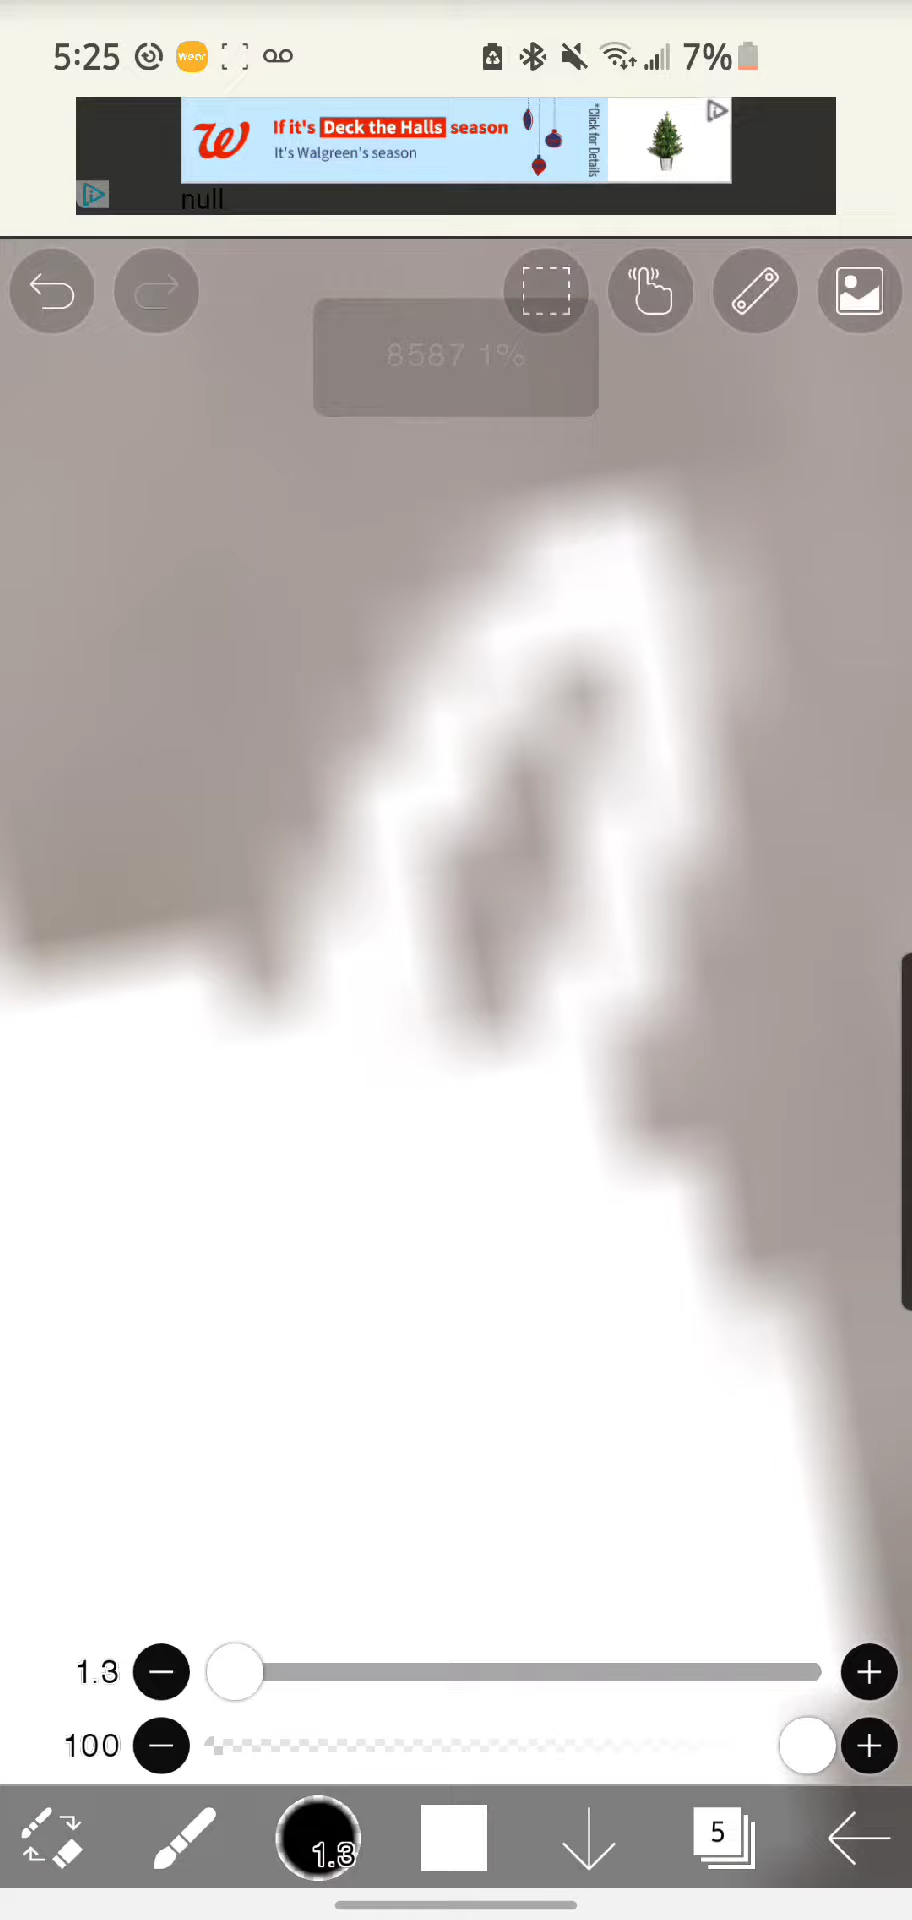 5:25 wear 7%
If it's Deck the Halls season
It's Walgreen's season
*Click for Details
null
8587 1%
1.3
100
1.3 5